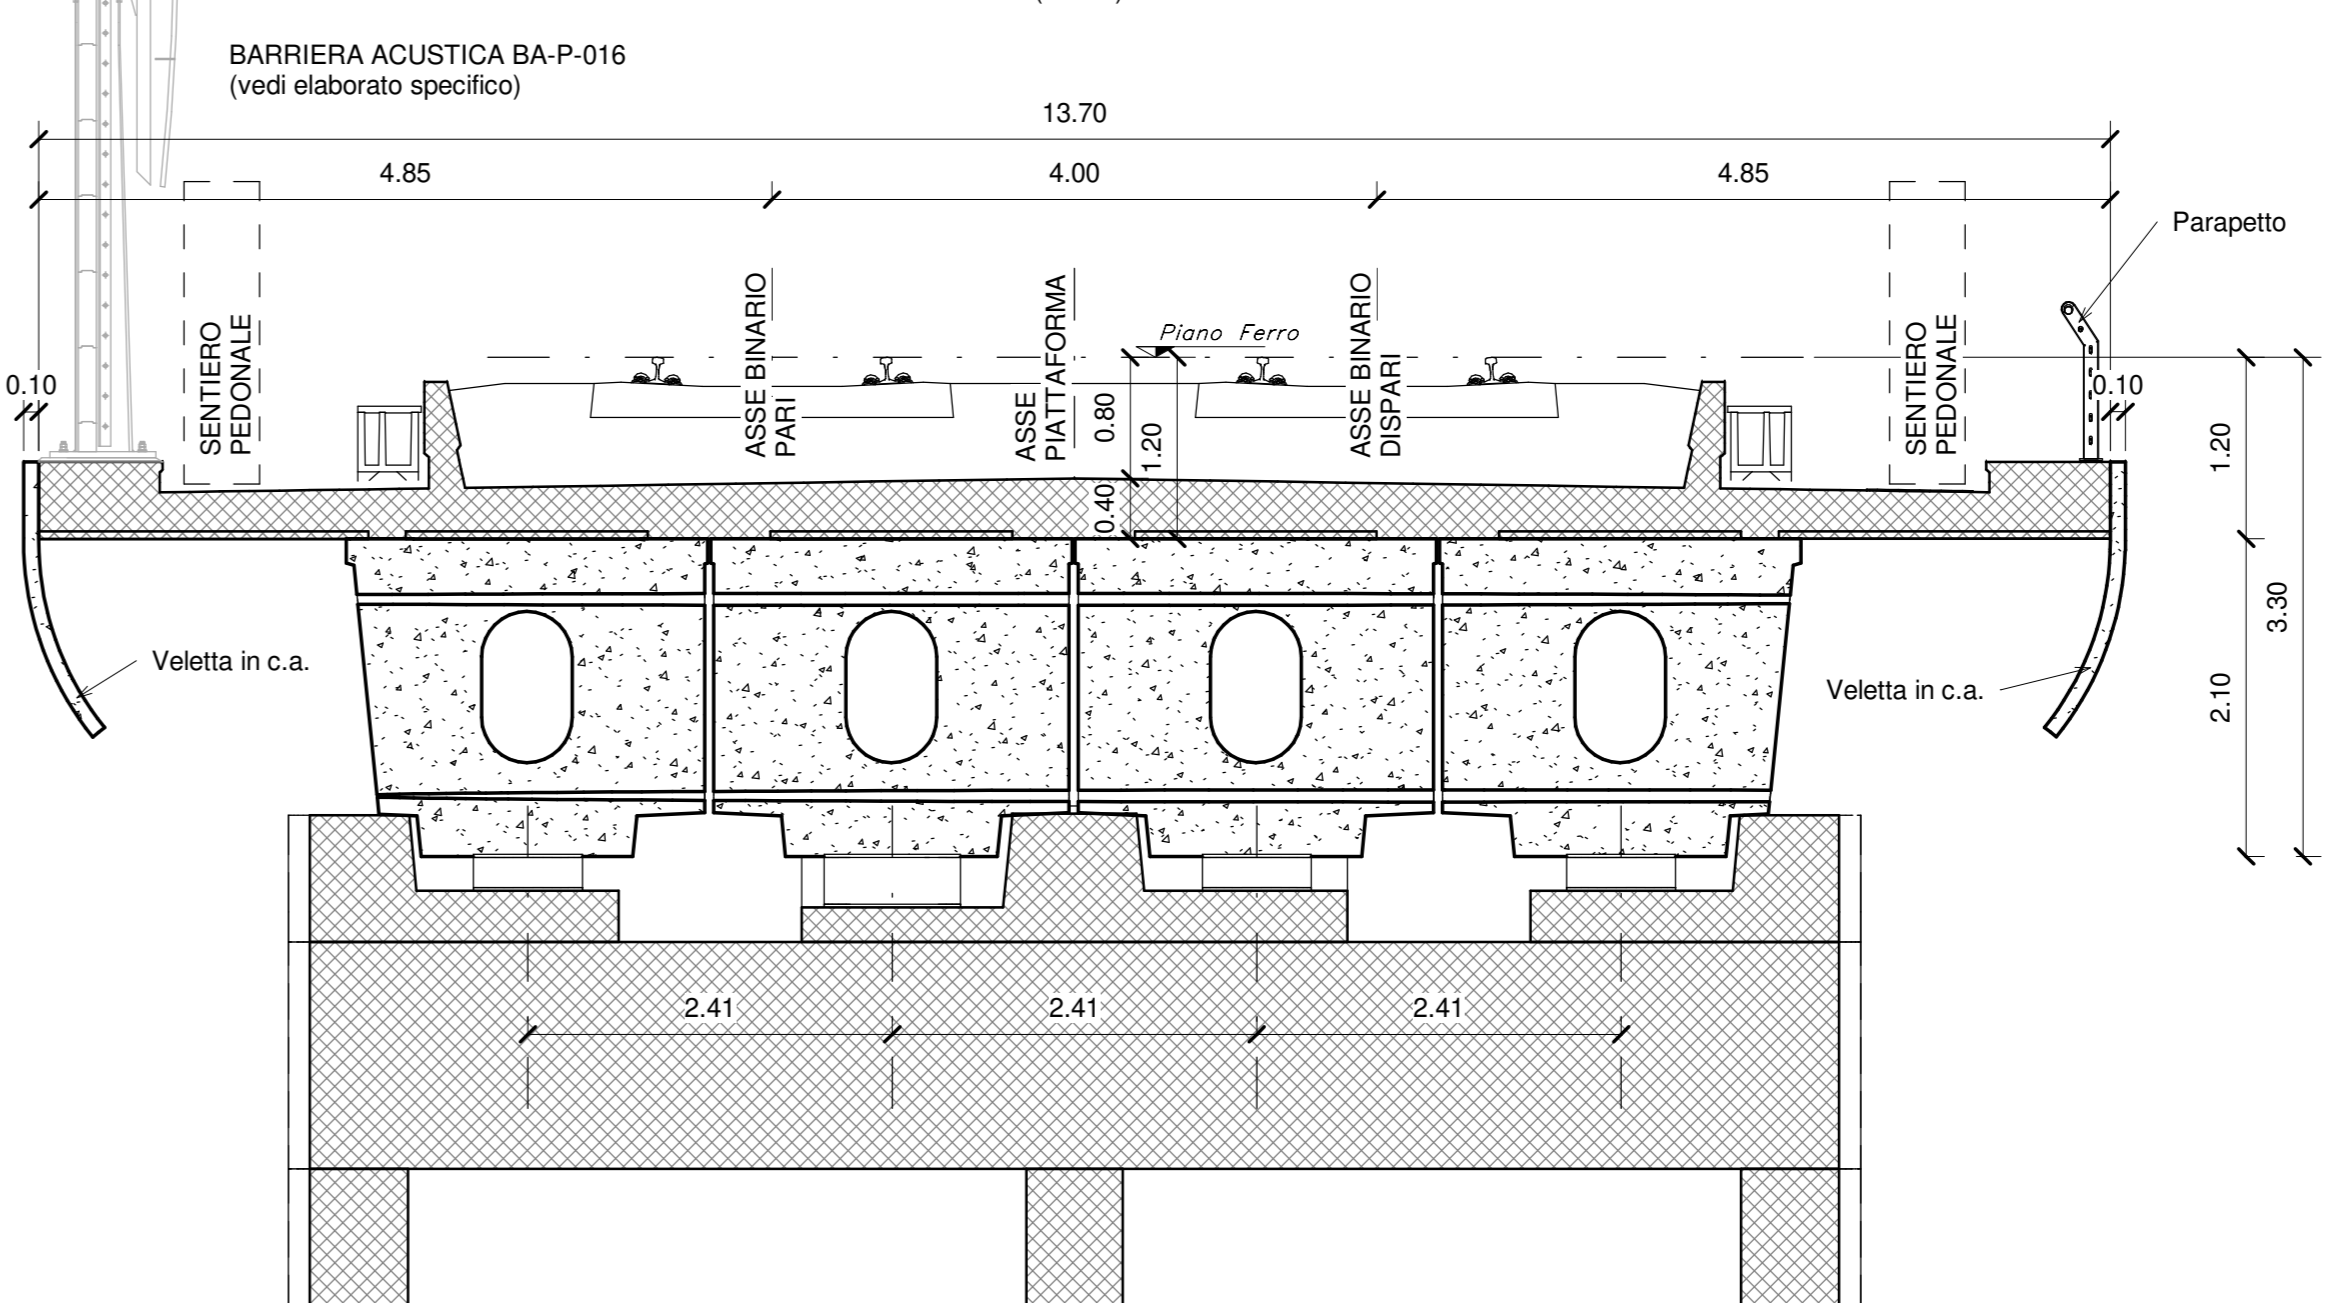 BARRIERA ACUSTICA BA-P-016
(vedi elaborato specifico)
13.70
4.85
4.00
4.85
Parapetto
SENTIERO
PEDONALE
ASSE BINARIO
PARI
ASSE
PIATTAFORMA
Piano Ferro
ASSE BINARIO
DISPARI
SENTIERO
PEDONALE
0.10
0.10
0.80
1.20
0.40
1.20
3.30
2.10
Veletta in c.a.
Veletta in c.a.
2.41
2.41
2.41